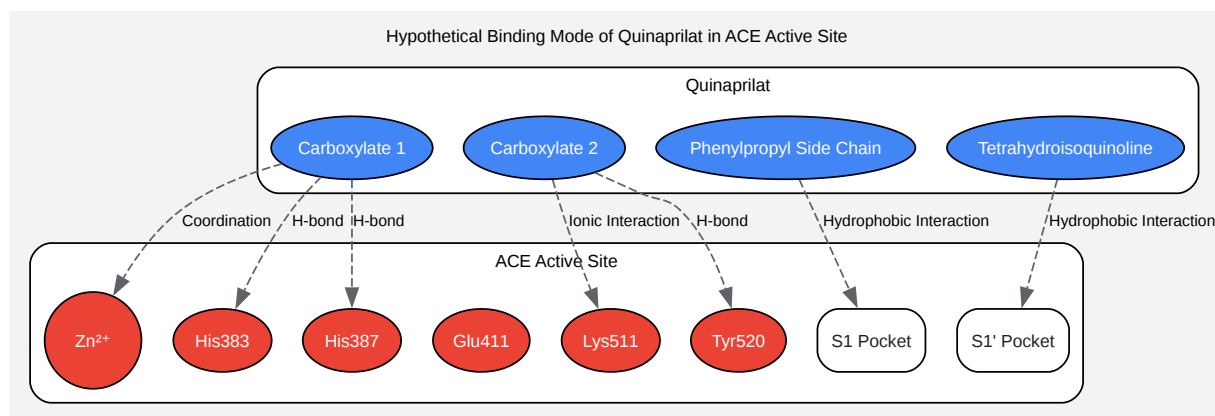 Hypothetical Binding Mode of Quinaprilat in ACE Active Site
Quinaprilat
Carboxylate 1
Carboxylate 2
Phenylpropyl Side Chain
Tetrahydroisoquinoline
Coordination
H-bond
H-bond
Ionic Interaction
H-bond
Hydrophobic Interaction
Hydrophobic Interaction
ACE Active Site
Zn²⁺
His383
His387
Glu411
Lys511
Tyr520
S1 Pocket
S1' Pocket